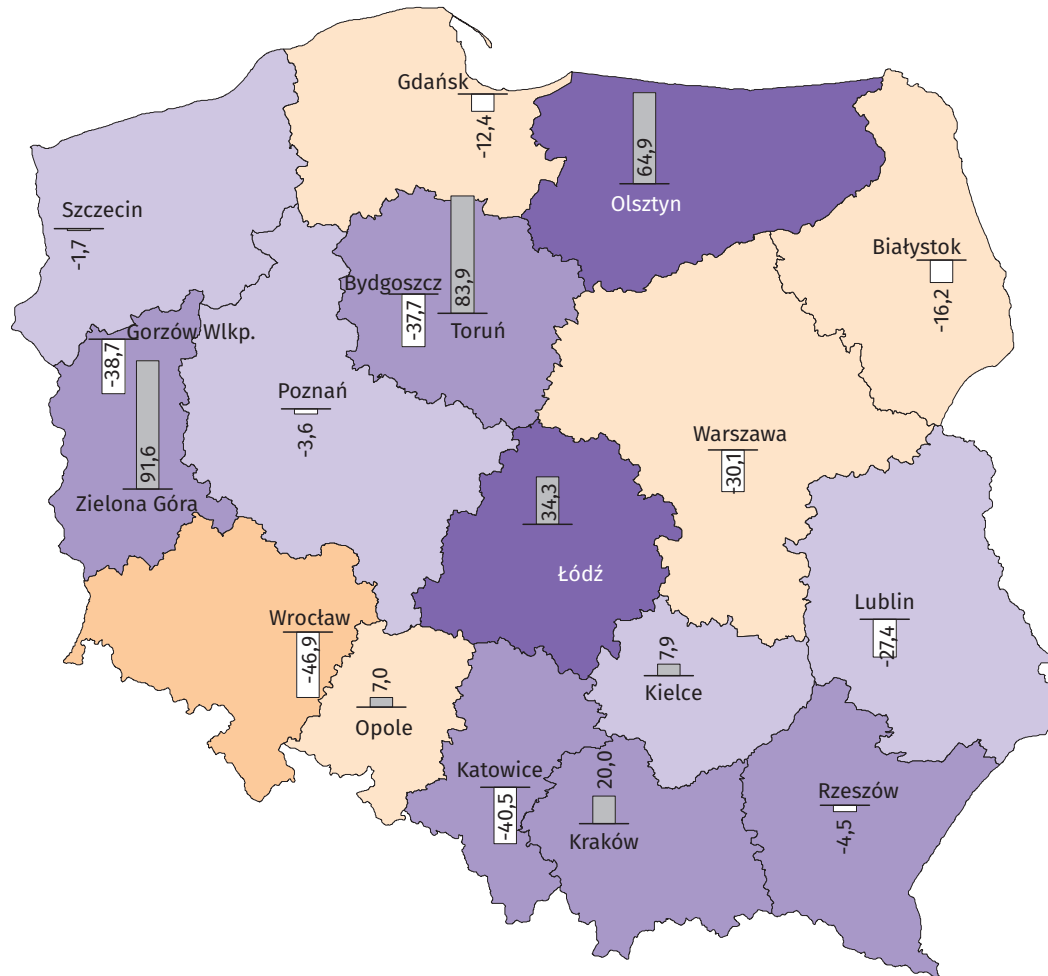 Gdańsk
-12,4
64,9
Olsztyn
Szczecin
-1,7
Białystok
-16,2
Bydgoszcz
-37,7
83,9
Toruń
Gorzów Wlkp.
-38,7
91,6
Zielona Góra
Poznań
-3,6
Warszawa
-30,1
34,3
Łódź
Lublin
-27,4
Wrocław
-46,9
7,0
Opole
7,9
Kielce
Katowice
-40,5
20,0
Kraków
Rzeszów
-4,5